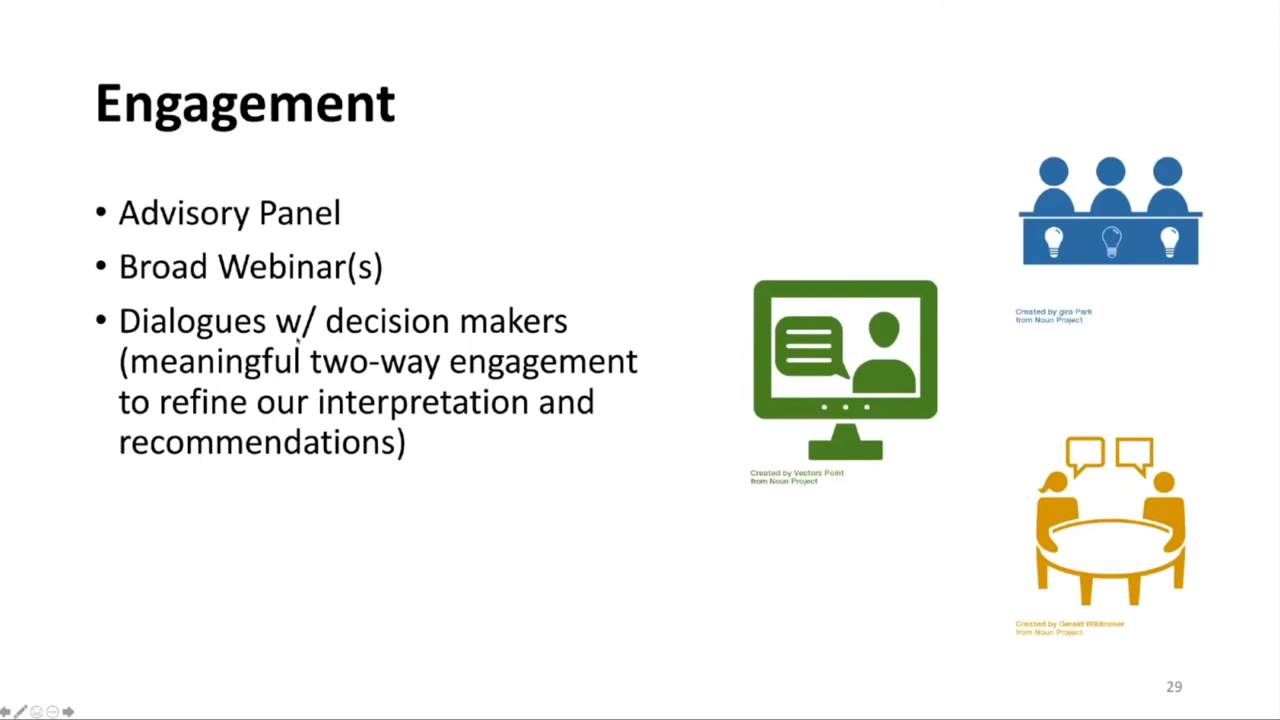 Engagement
• Advisory Panel
• Broad Webinar(s)
• Dialogues w/ decision makers
(meaningful two-way engagement
to refine our interpretation and
recommendations)
Created by gira Park
from Noun Project
Created by Vectors Point
from Noun Project
Created by Gerald Wildmoser
from Noun Project
29